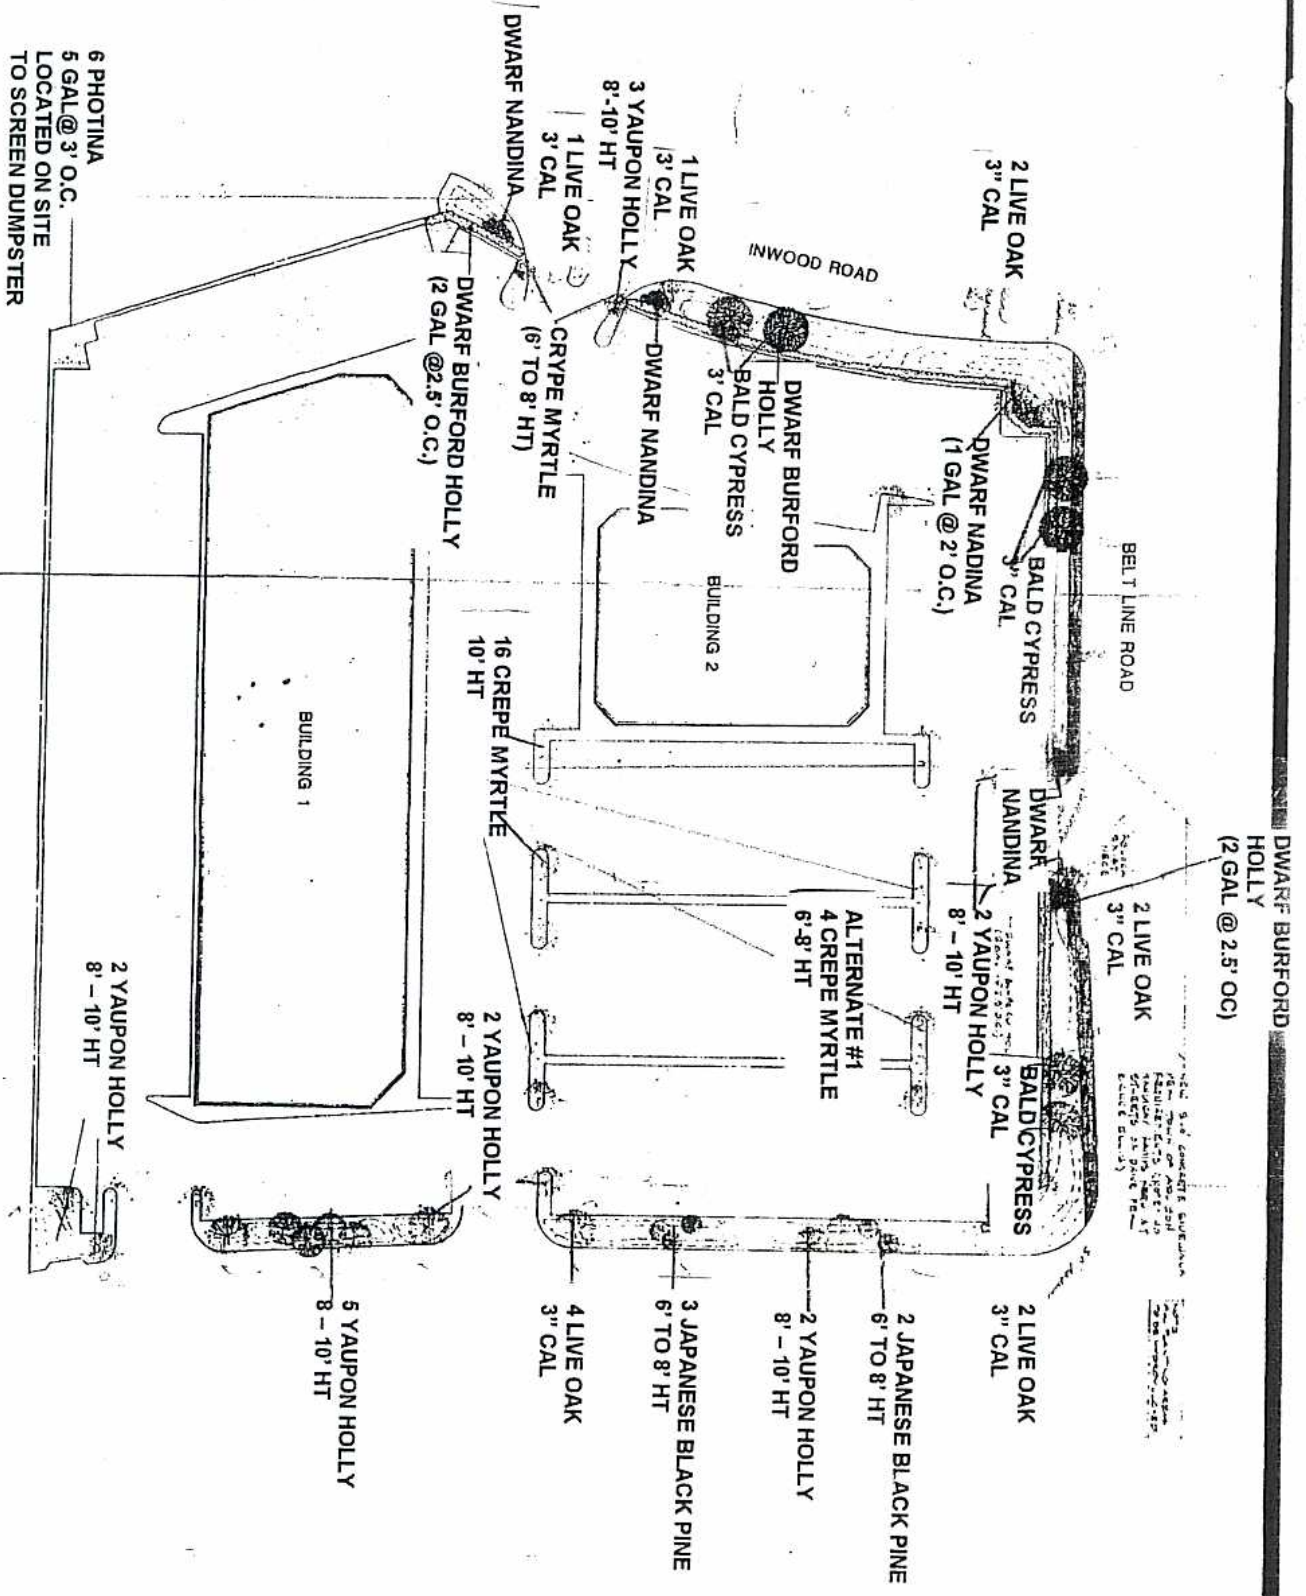 DWARF BURFORD
HOLLY
(2 GAL @ 2.5' OC)
2 LIVE OAK
3" CAL
BELT LINE ROAD
2 LIVE OAK
3" CAL
BALD CYPRESS
3" CAL
DWARF NADINA
(1 GAL @ 2' O.C.)
DWARF
NANDINA
2 YAUPON HOLLY
8' – 10' HT
BALD CYPRESS
3" CAL
2 LIVE OAK
3" CAL
INWOOD ROAD
DWARF BURFORD
HOLLY
BALD CYPRESS
3' CAL
2 JAPANESE BLACK PINE
6' TO 8' HT
ALTERNATE #1
4 CREPE MYRTLE
6'-8' HT
2 YAUPON HOLLY
8' – 10' HT
BUILDING 2
1 LIVE OAK
3' CAL
3 YAUPON HOLLY
8'-10' HT
DWARF NANDINA
3 JAPANESE BLACK PINE
6' TO 8' HT
1 LIVE OAK
3' CAL
CRYPE MYRTLE
(6' TO 8' HT)
4 LIVE OAK
3" CAL
DWARF NANDINA
16 CREPE MYRTLE
10' HT
2 YAUPON HOLLY
8' – 10' HT
DWARF BURFORD HOLLY
(2 GAL @2.5' O.C.)
5 YAUPON HOLLY
8 – 10' HT
BUILDING 1
2 YAUPON HOLLY
8' – 10' HT
6 PHOTINA
5 GAL@ 3' O.C.
LOCATED ON SITE
TO SCREEN DUMPSTER